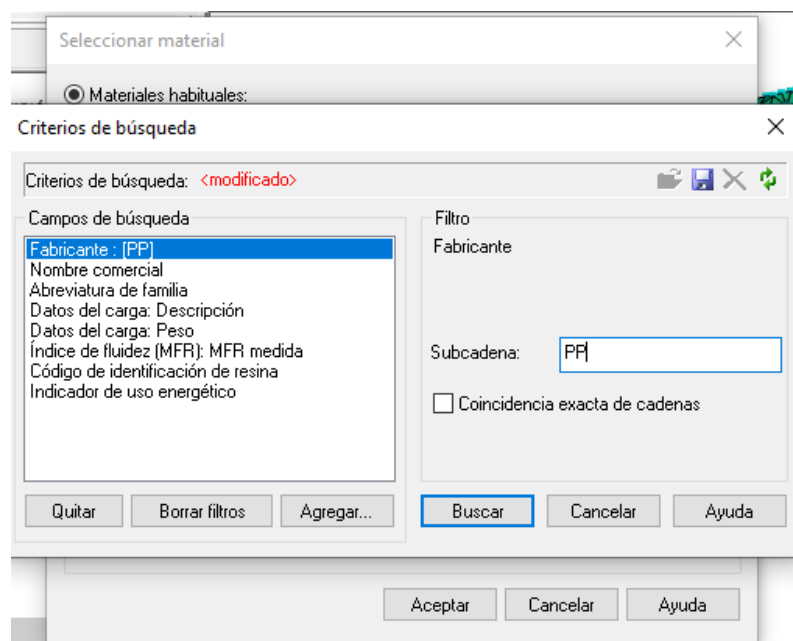 Seleccionar material
Materiales habituales:
Criterios de búsqueda
Criterios de búsqueda: <modificado>
Campos de búsqueda
Fabricante : [PP]
Nombre comercial
Abreviatura de familia
Datos del carga: Descripción
Datos del carga: Peso
Índice de fluidez (MFR): MFR medida
Código de identificación de resina
Indicador de uso energético
Quitar
Borrar filtros
Agregar...
Filtro
Fabricante
Subcadena:
PP
Coincidencia exacta de cadenas
Buscar
Cancelar
Ayuda
Aceptar
Cancelar
Ayuda